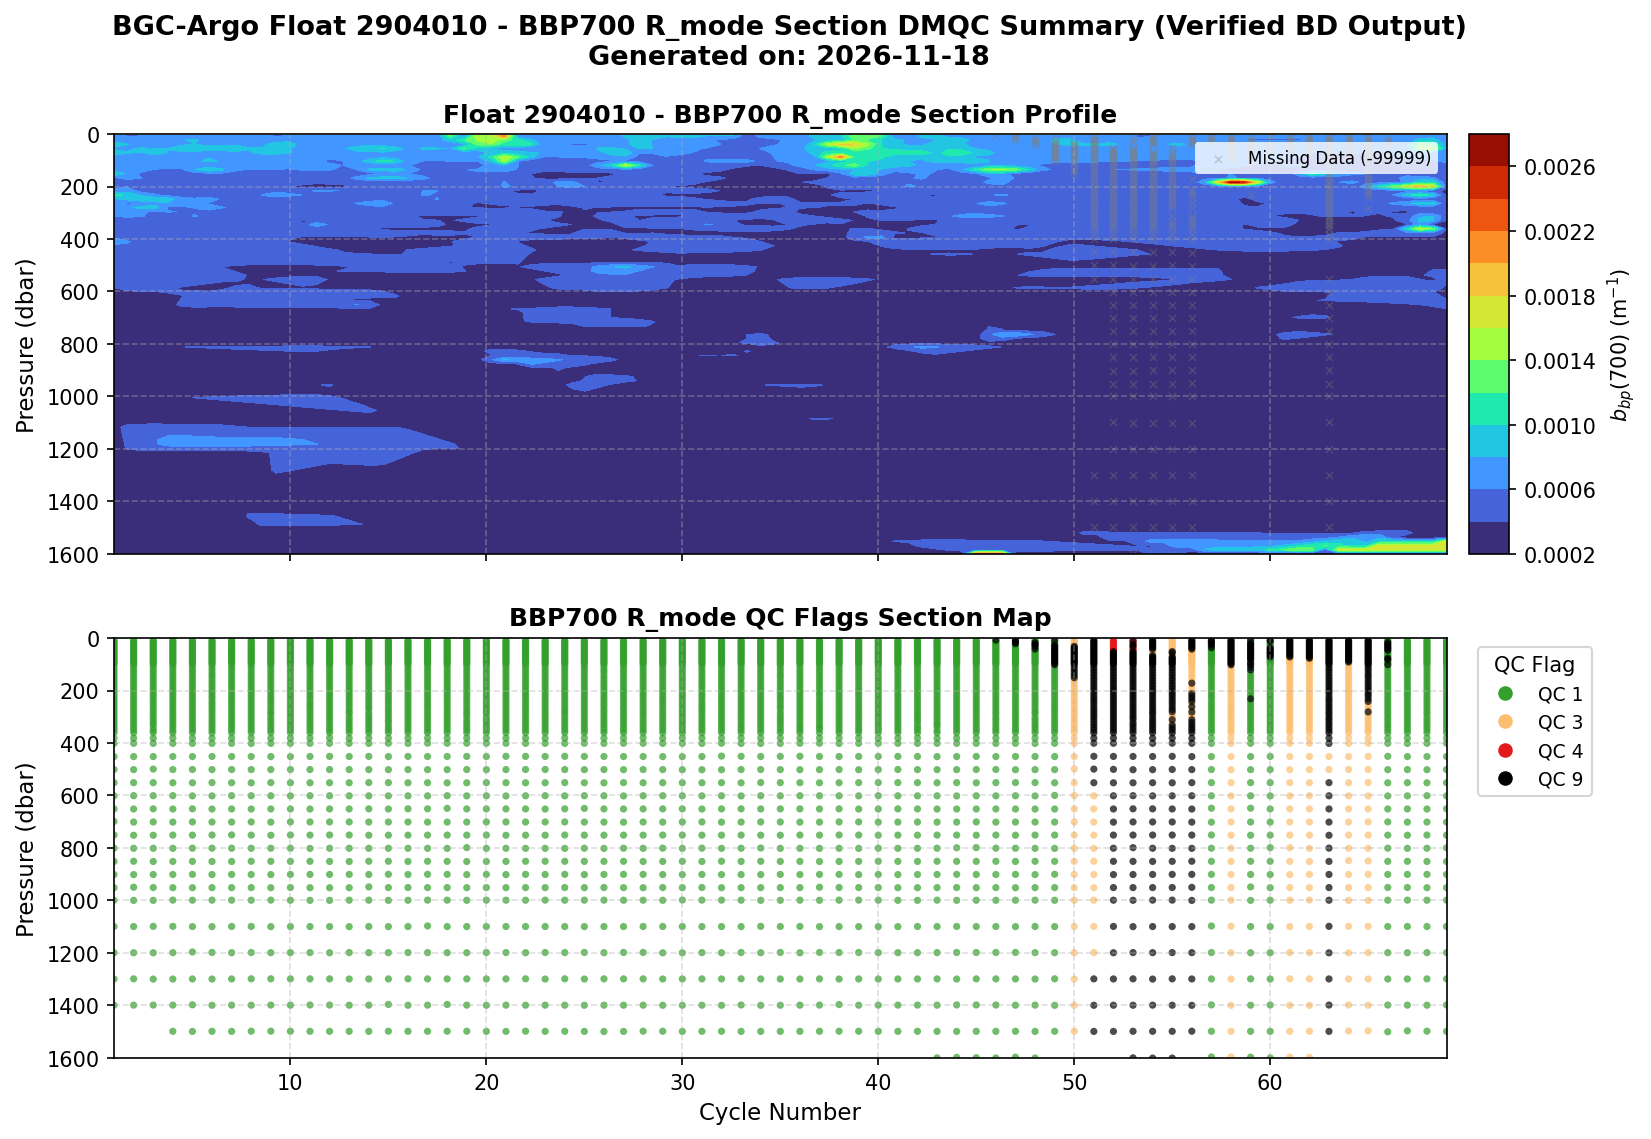 BGC-Argo Float 2904010 - BBP700 R_mode Section DMQC Summary (Verified BD Output)
Generated on: 2026-11-18
Float 2904010 - BBP700 R_mode Section Profile
Pressure (dbar)
0
200
400
600
800
1000
1200
1400
1600
Missing Data (-99999)
0.0026
0.0022
0.0018
0.0014
0.0010
0.0006
0.0002
b_bp(700) (m⁻¹)
BBP700 R_mode QC Flags Section Map
Pressure (dbar)
0
200
400
600
800
1000
1200
1400
1600
10 20 30 40 50 60
Cycle Number
QC Flag
QC 1
QC 3
QC 4
QC 9